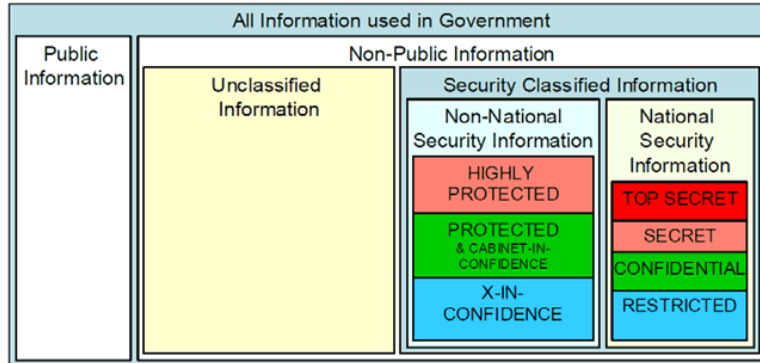 All Information used in Government
Public
Information
Non-Public Information
Unclassified
Information
Security Classified Information
Non-National
Security Information
HIGHLY
PROTECTED
PROTECTED
& CABINET-IN-
CONFIDENCE
X-IN-
CONFIDENCE
National
Security
Information
TOP SECRET
SECRET
CONFIDENTIAL
RESTRICTED